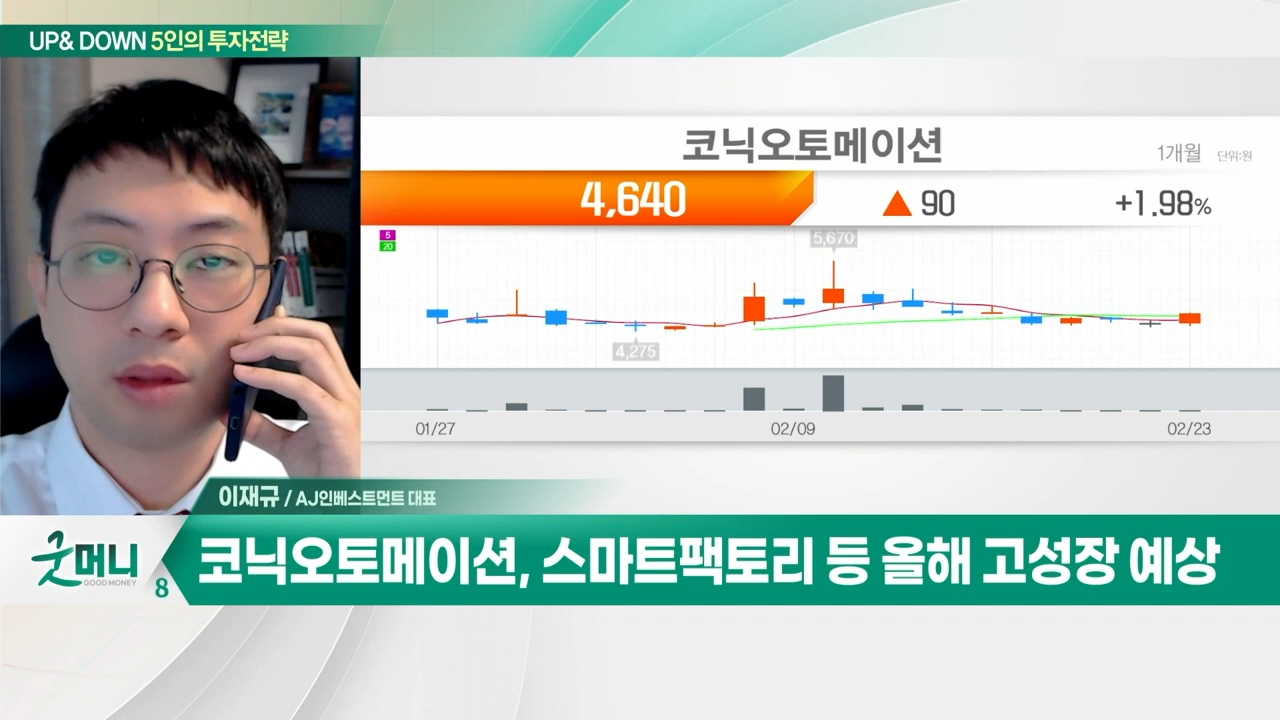 UP& DOWN 5인의 투자전략
코닉오토메이션
1개월 단위:원
4,640 ▲ 90 +1.98%
5
20
5,670
4,275
01/27 02/09 02/23
이재규 / AJ인베스트먼트 대표
굿머니
GOOD MONEY
8
코닉오토메이션, 스마트팩토리 등 올해 고성장 예상